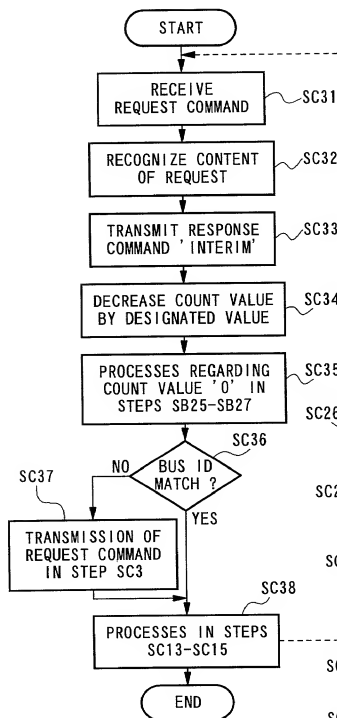 START
RECEIVE
REQUEST COMMAND
SC31
RECOGNIZE CONTENT
OF REQUEST
SC32
TRANSMIT RESPONSE
COMMAND 'INTERIM'
SC33
DECREASE COUNT VALUE
BY DESIGNATED VALUE
SC34
PROCESSES REGARDING
COUNT VALUE '0' IN
STEPS SB25-SB27
SC35
SC26
SC36
BUS ID
MATCH ?
NO
YES
SC37
TRANSMISSION OF
REQUEST COMMAND
IN STEP SC3
SC2
SC38
PROCESSES IN STEPS
SC13-SC15
END